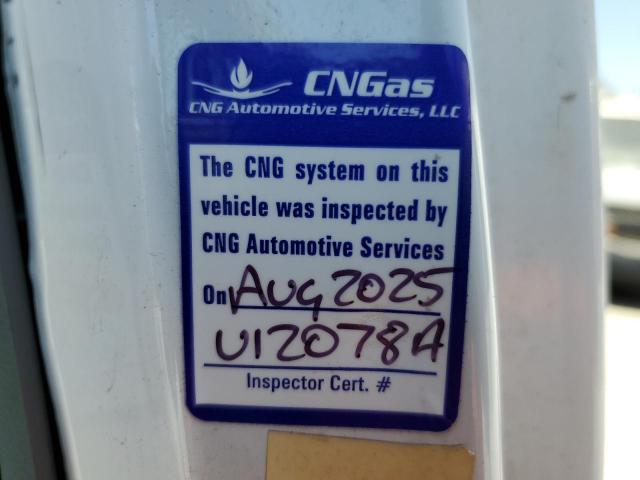 CNGas
CNG Automotive Services, LLC
The CNG system on this
vehicle was inspected by
CNG Automotive Services
On AUG 2025
U12078A
Inspector Cert. #